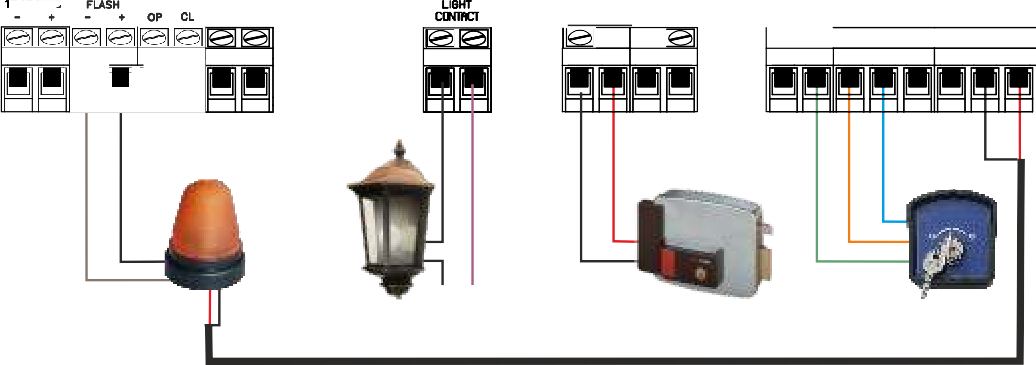 FLASH
- + - + OP CL
LIGHT
CONTACT